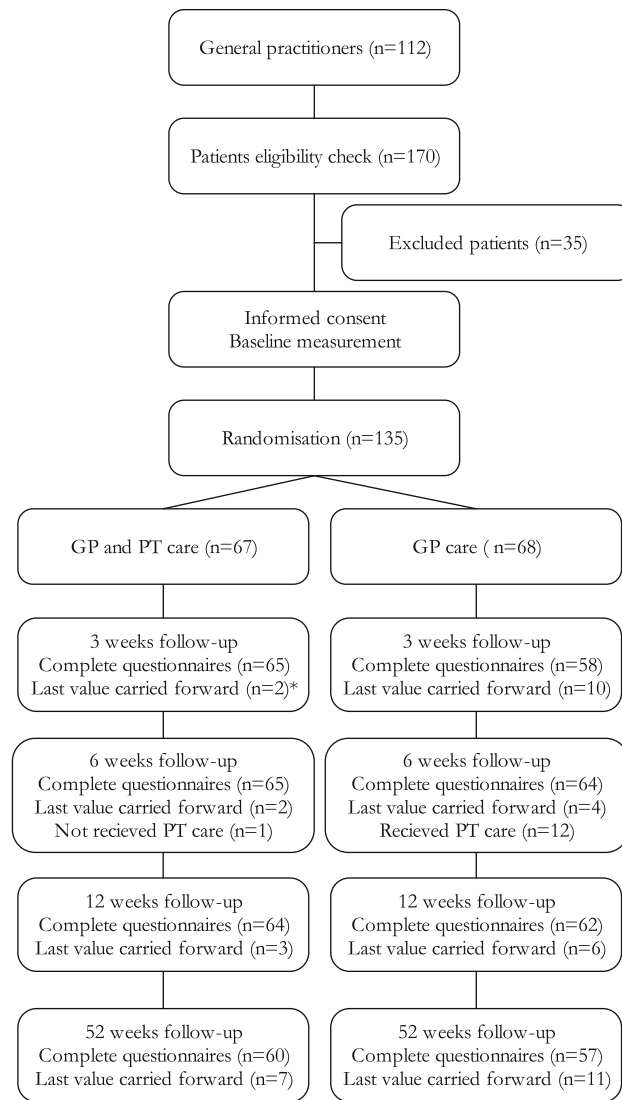 General practitioners (n=112)
Patients eligibility check (n=170)
Excluded patients (n=35)
Informed consent
Baseline measurement
Randomisation (n=135)
GP and PT care (n=67)
GP care ( n=68)
3 weeks follow-up
Complete questionnaires (n=65)
Last value carried forward (n=2)*
3 weeks follow-up
Complete questionnaires (n=58)
Last value carried forward (n=10)
6 weeks follow-up
Complete questionnaires (n=65)
Last value carried forward (n=2)
Not recieved PT care (n=1)
6 weeks follow-up
Complete questionnaires (n=64)
Last value carried forward (n=4)
Recieved PT care (n=12)
12 weeks follow-up
Complete questionnaires (n=64)
Last value carried forward (n=3)
12 weeks follow-up
Complete questionnaires (n=62)
Last value carried forward (n=6)
52 weeks follow-up
Complete questionnaires (n=60)
Last value carried forward (n=7)
52 weeks follow-up
Complete questionnaires (n=57)
Last value carried forward (n=11)